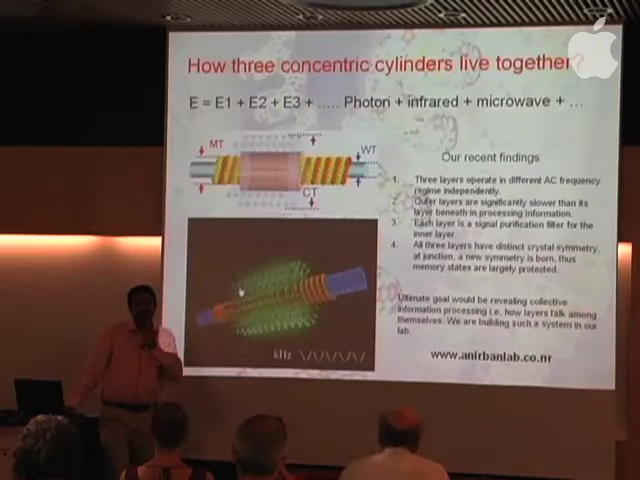 How three concentric cylinders live together?
E = E1 + E2 + E3 + ..... Photon + infrared + microwave + ...
MT
WT
CT
Our recent findings
1. Three layers operate in different AC frequency
regime independently.
2. Outer layers are significantly slower than its
layer beneath in processing information.
3. Each layer is a signal purification filter for the
inner layer.
4. All three layers have distinct crystal symmetry,
at junction, a new symmetry is born, thus
memory states are largely protected.
Ultimate goal would be revealing collective
information processing i.e. how layers talk among
themselves. We are building such a system in our
lab.
kHz
www.anirbanlab.co.nr